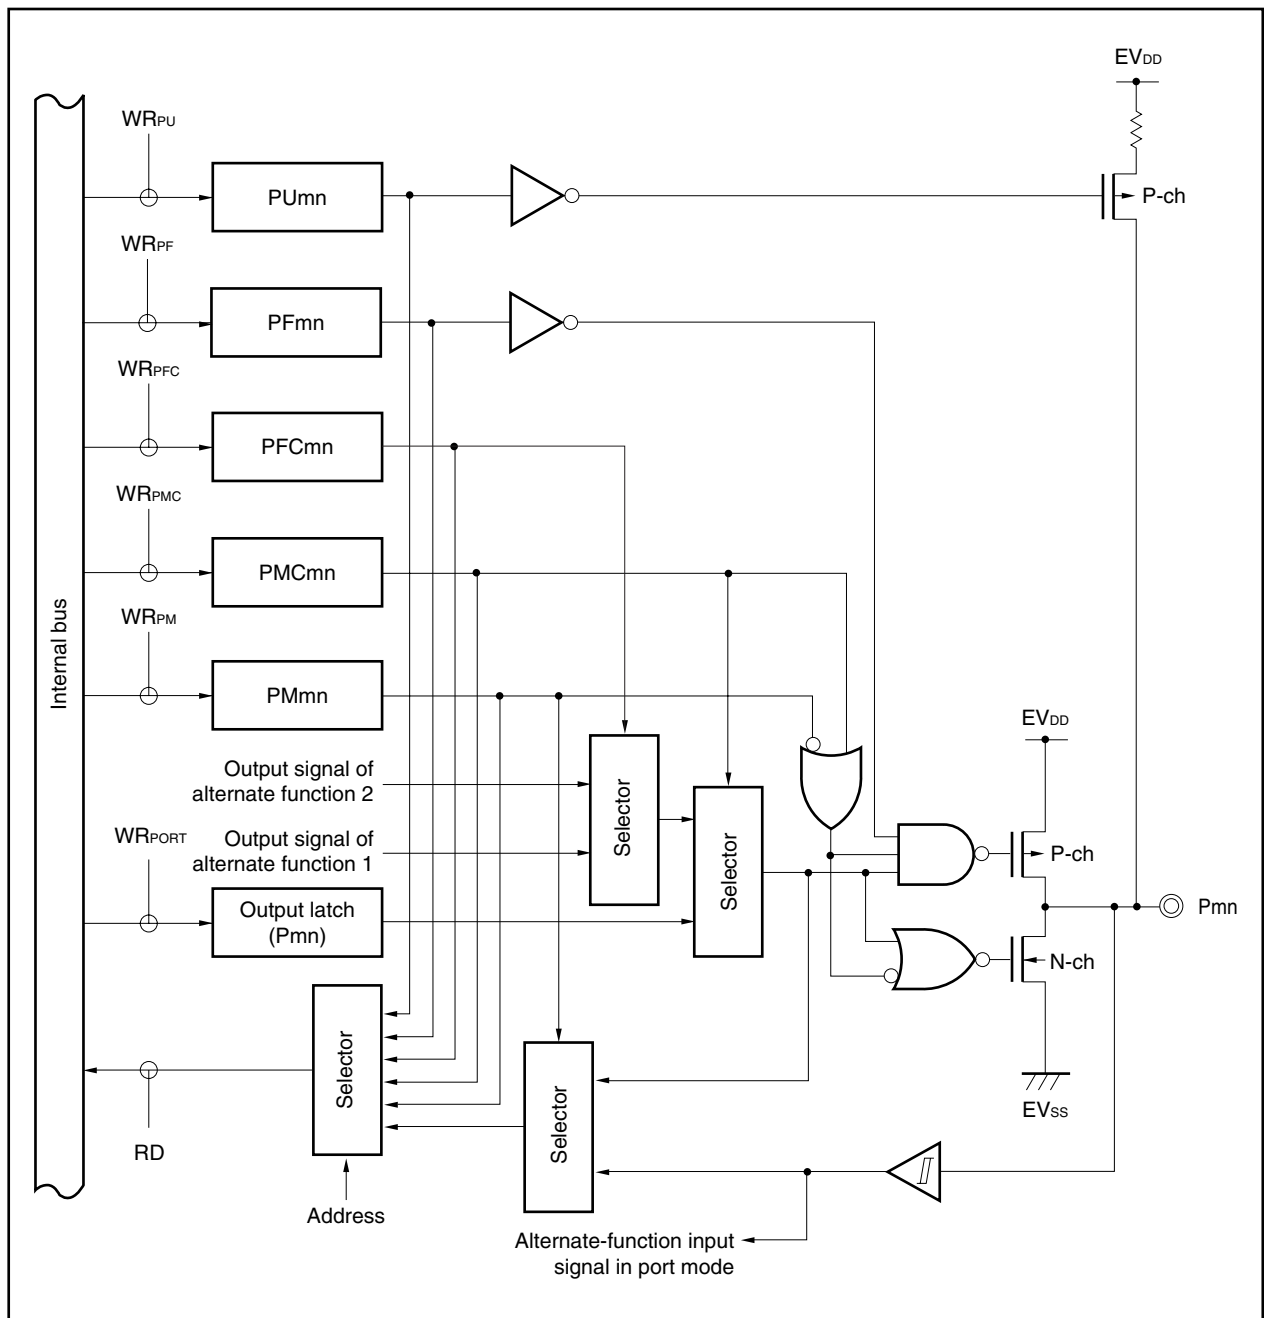 EVDD
WRPU
PUmn
P-ch
WRPF
PFmn
WRPFC
PFCmn
WRPMC
PMCmn
WRPM
PMmn
Internal bus
EVDD
Output signal of
alternate function 2
Selector
Output signal of
alternate function 1
WRPORT
Selector
P-ch
Output latch
(Pmn)
Pmn
N-ch
Selector
Selector
EVSS
RD
Address
Alternate-function input
signal in port mode